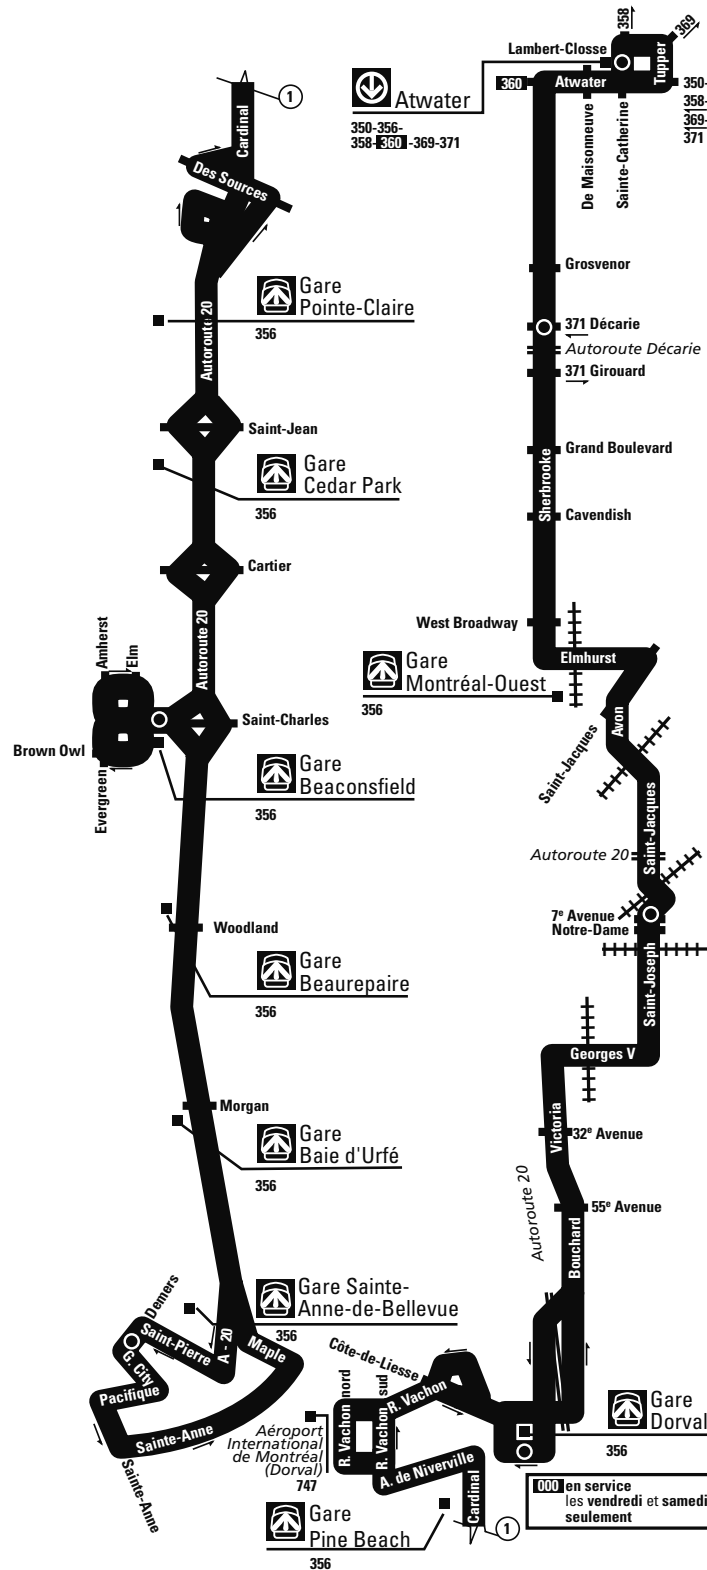 1
Cardinal
Des Sources
Gare
Pointe-Claire
356
Autoroute 20
Saint-Jean
Gare
Cedar Park
356
Cartier
Autoroute 20
Amherst
Elm
Saint-Charles
Brown Owl
Evergreen
Gare
Beaconsfield
356
Woodland
Gare
Beaurepaire
356
Morgan
Gare
Baie d'Urfé
356
Gare Sainte-
Anne-de-Bellevue
356
Demers
Saint-Pierre
A - 20
Maple
G. City
Pacifique
Sainte-Anne
Sainte-Anne
358
369
Lambert-Closse
Tupper
Atwater
360
Atwater
350-356-
358-360-369-371
350-
358-
369-
371
De Maisonneuve
Sainte-Catherine
Grosvenor
371 Décarie
Autoroute Décarie
371 Girouard
Grand Boulevard
Sherbrooke
Cavendish
West Broadway
Elmhurst
Gare
Montréal-Ouest
356
Avon
Saint-Jacques
Saint-Jacques
Autoroute 20
7e Avenue
Notre-Dame
Saint-Joseph
Georges V
Victoria
32e Avenue
Autoroute 20
55e Avenue
Bouchard
Côte-de-Liesse
R. Vachon
R. Vachon nord
R. Vachon sud
Aéroport
International
de Montréal
(Dorval)
747
A. de Niverville
Cardinal
Gare
Dorval
356
Gare
Pine Beach
356
1
000 en service
les vendredi et samedi
seulement